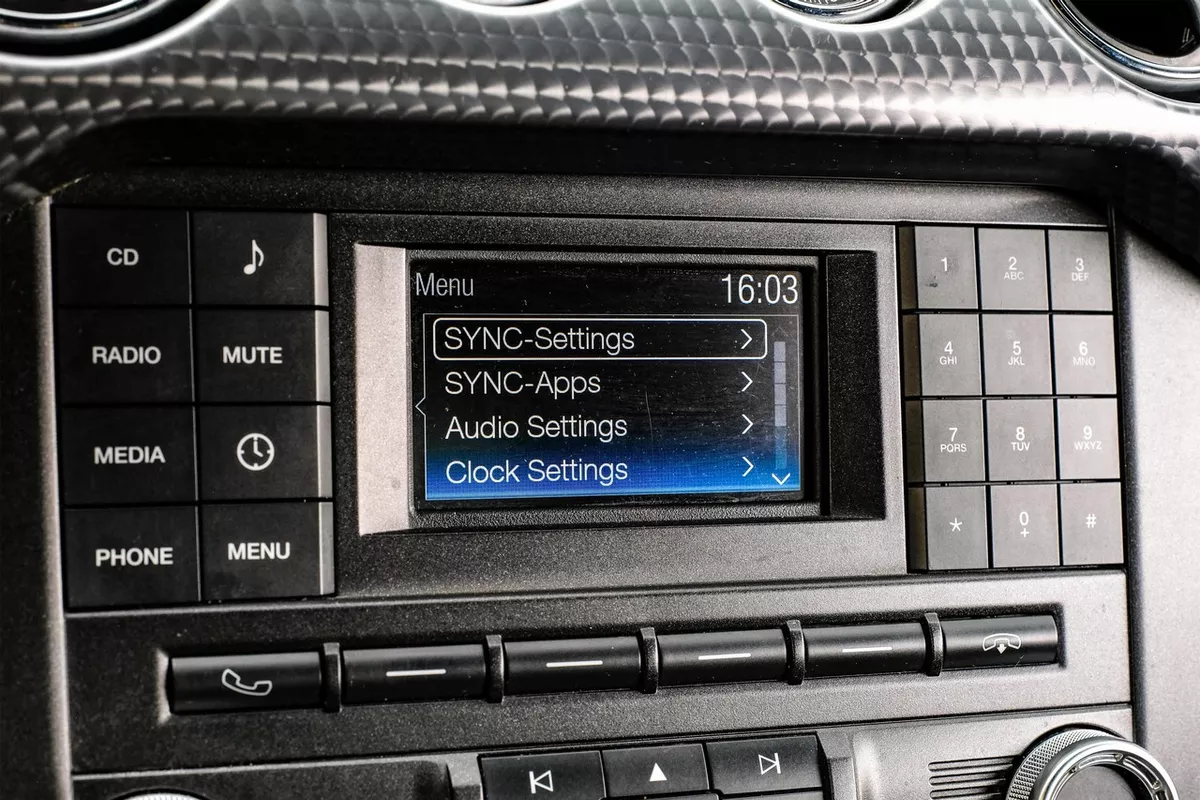 CD
RADIO
MUTE
MEDIA
PHONE
MENU
Menu 16:03
SYNC-Settings
SYNC-Apps
Audio Settings
Clock Settings
1
2
ABC
3
DEF
4
GHI
5
JKL
6
MNO
7
PQRS
8
TUV
9
WXYZ
*
0
+
#